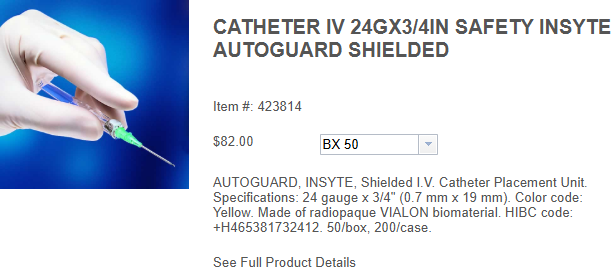 CATHETER IV 24GX3/4IN SAFETY INSYTE
AUTOGUARD SHIELDED
Item #: 423814
$82.00
BX 50
AUTOGUARD, INSYTE, Shielded I.V. Catheter Placement Unit.
Specifications: 24 gauge x 3/4" (0.7 mm x 19 mm). Color code:
Yellow. Made of radiopaque VIALON biomaterial. HIBC code:
+H465381732412. 50/box, 200/case.
See Full Product Details